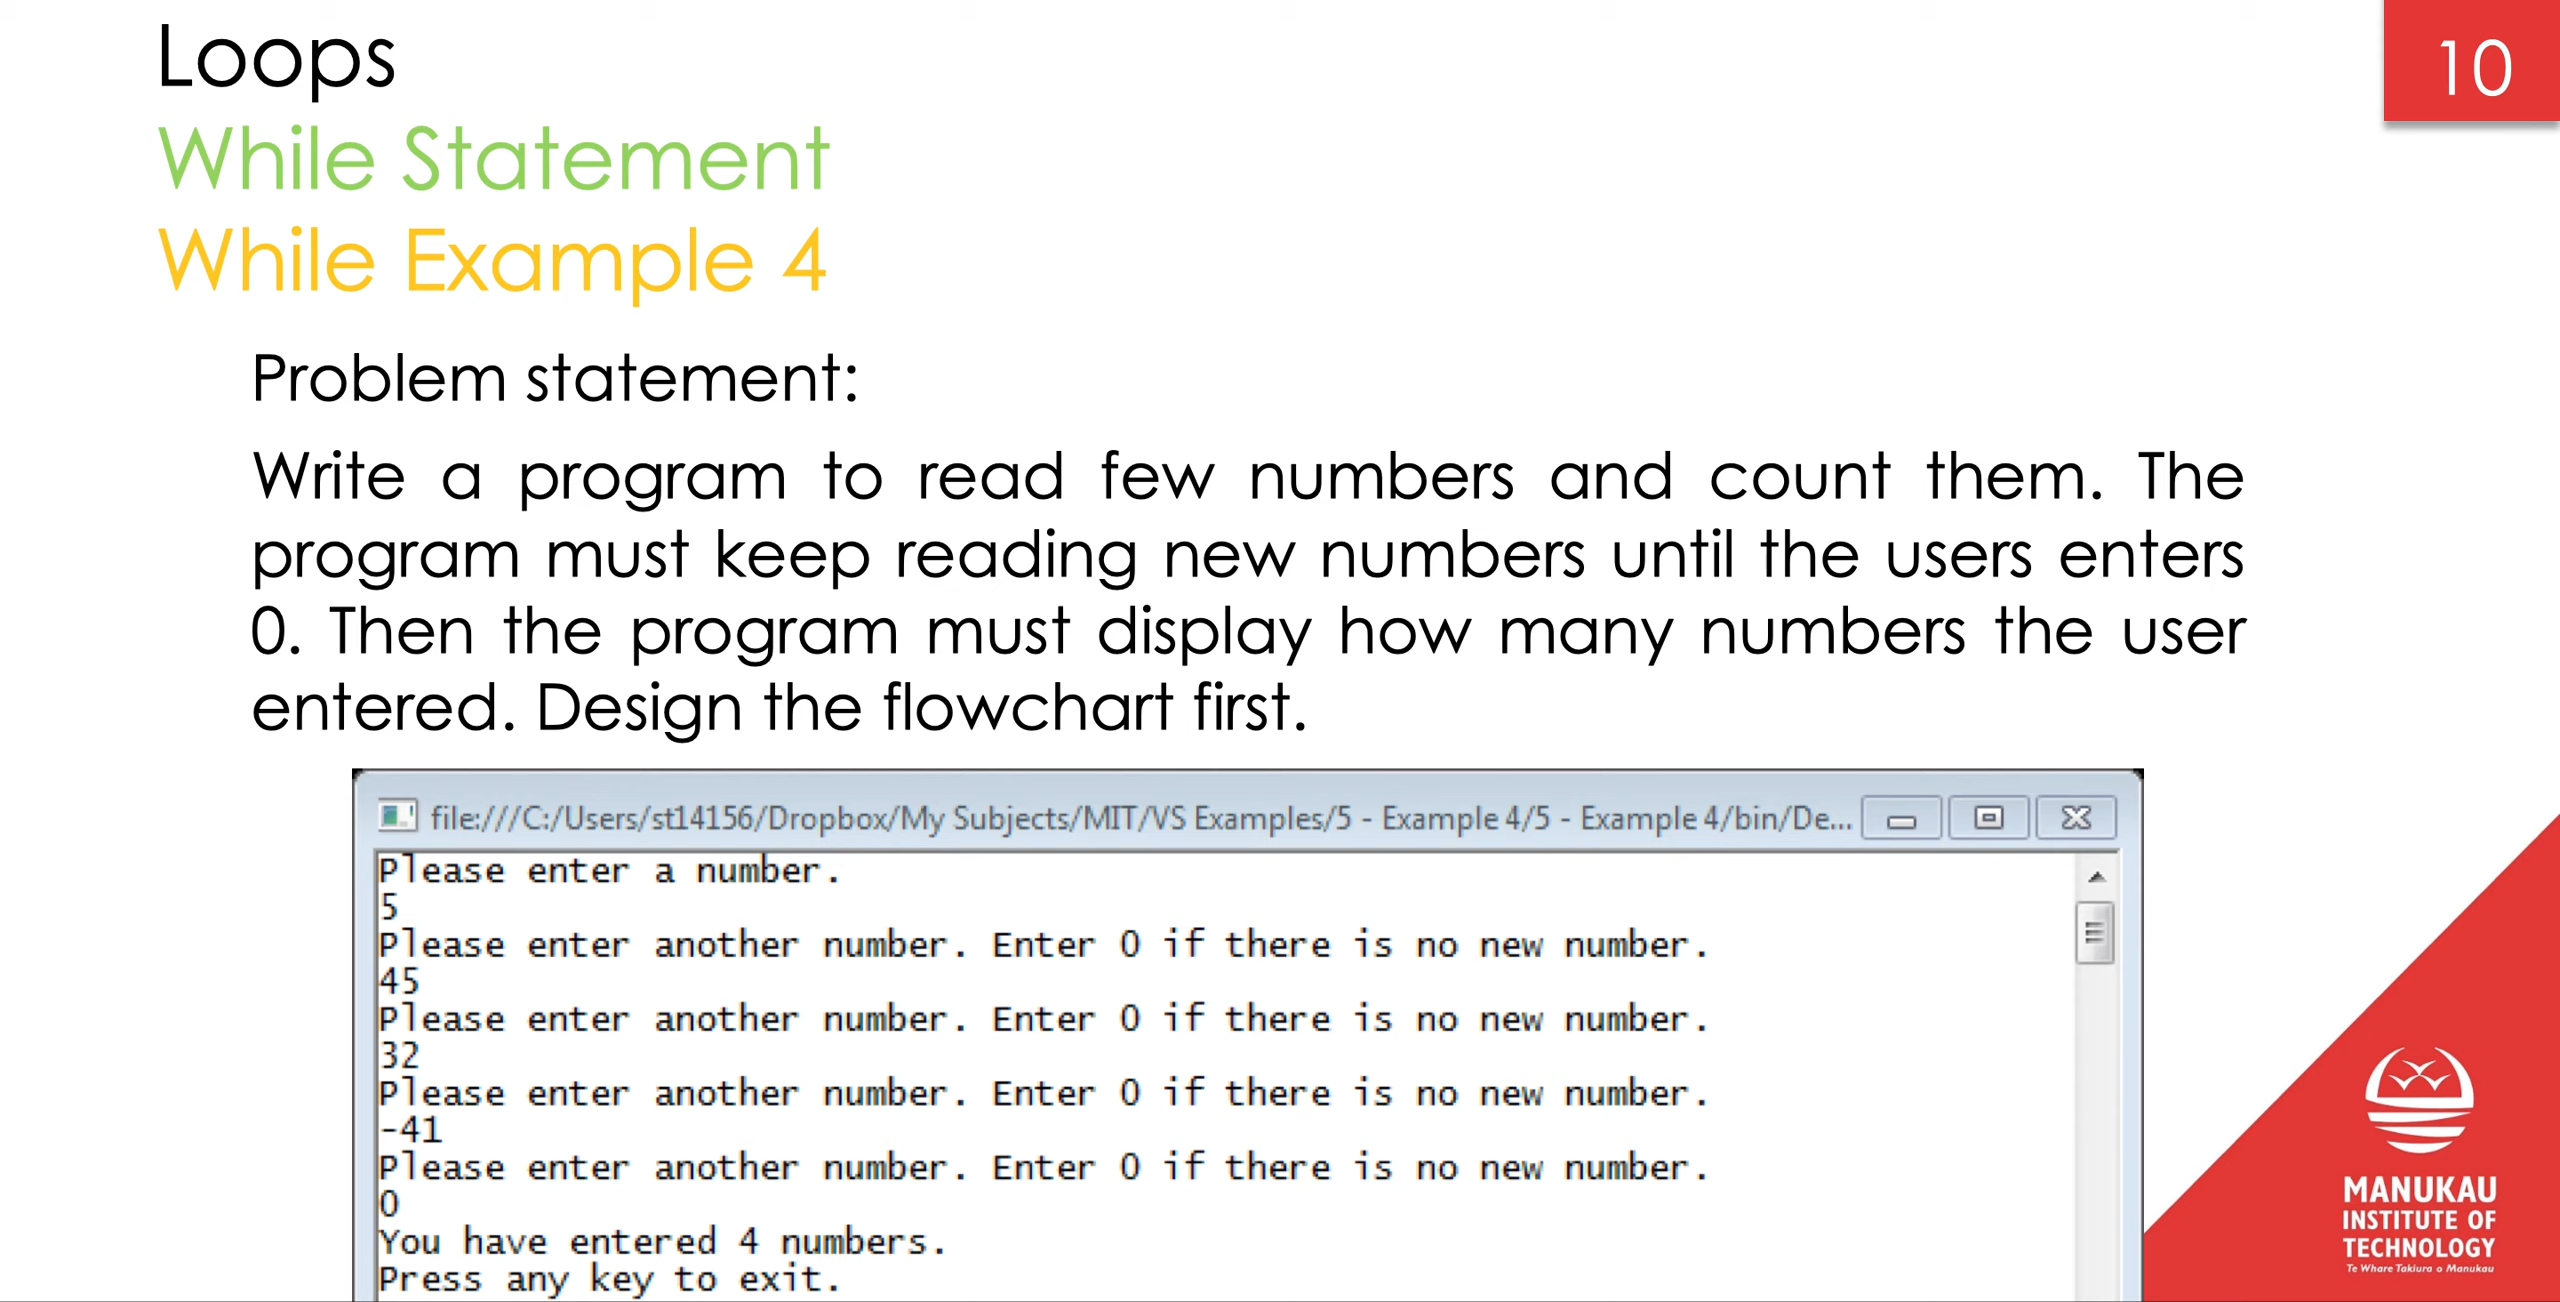 Loops
10
While Statement
While Example 4
Problem statement:
Write a program to read few numbers and count them. The
program must keep reading new numbers until the users enters
0. Then the program must display how many numbers the user
entered. Design the flowchart first.
file:///C:/Users/st14156/Dropbox/My Subjects/MIT/VS Examples/5 - Example 4/5 - Example 4/bin/De...
Please enter a number.
5
Please enter another number. Enter 0 if there is no new number.
45
Please enter another number. Enter 0 if there is no new number.
32
Please enter another number. Enter 0 if there is no new number.
-41
Please enter another number. Enter 0 if there is no new number.
0
You have entered 4 numbers.
Press any key to exit.
MANUKAU
INSTITUTE OF
TECHNOLOGY
Te Whare Takiura o Manukau